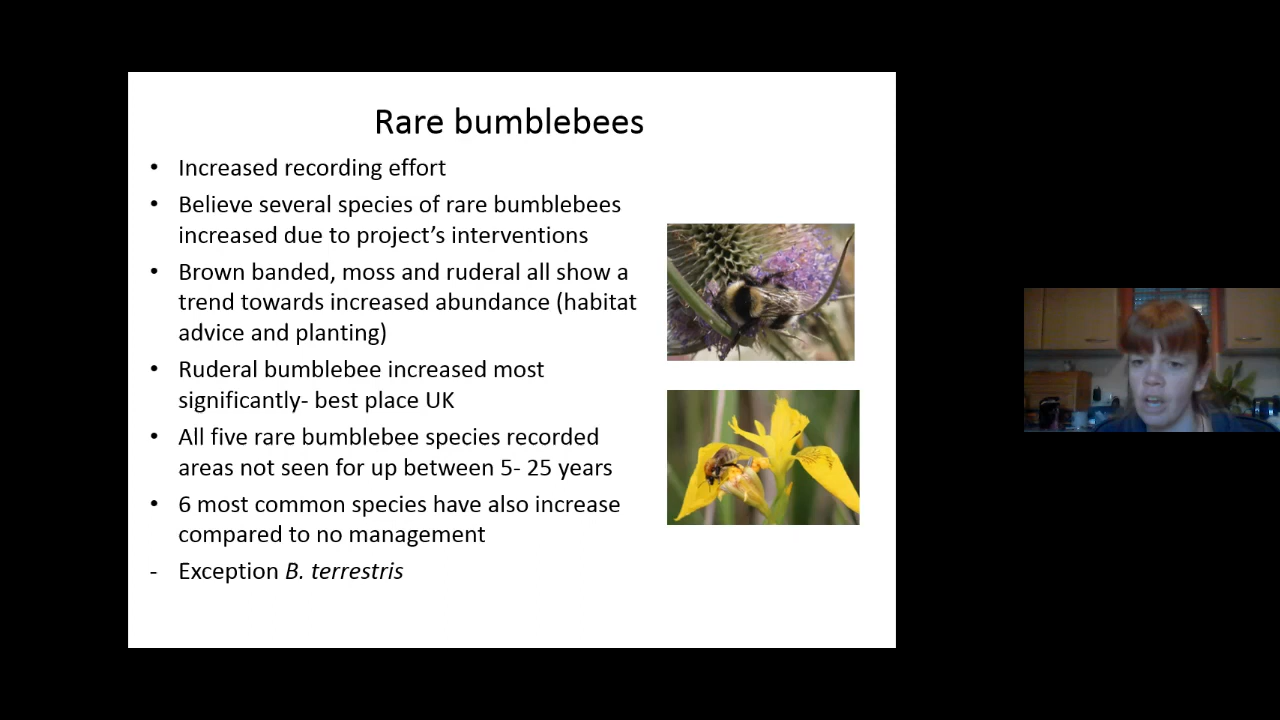 Rare bumblebees
• Increased recording effort
• Believe several species of rare bumblebees
increased due to project’s interventions
• Brown banded, moss and ruderal all show a
trend towards increased abundance (habitat
advice and planting)
• Ruderal bumblebee increased most
significantly- best place UK
• All five rare bumblebee species recorded
areas not seen for up between 5- 25 years
• 6 most common species have also increase
compared to no management
- Exception B. terrestris